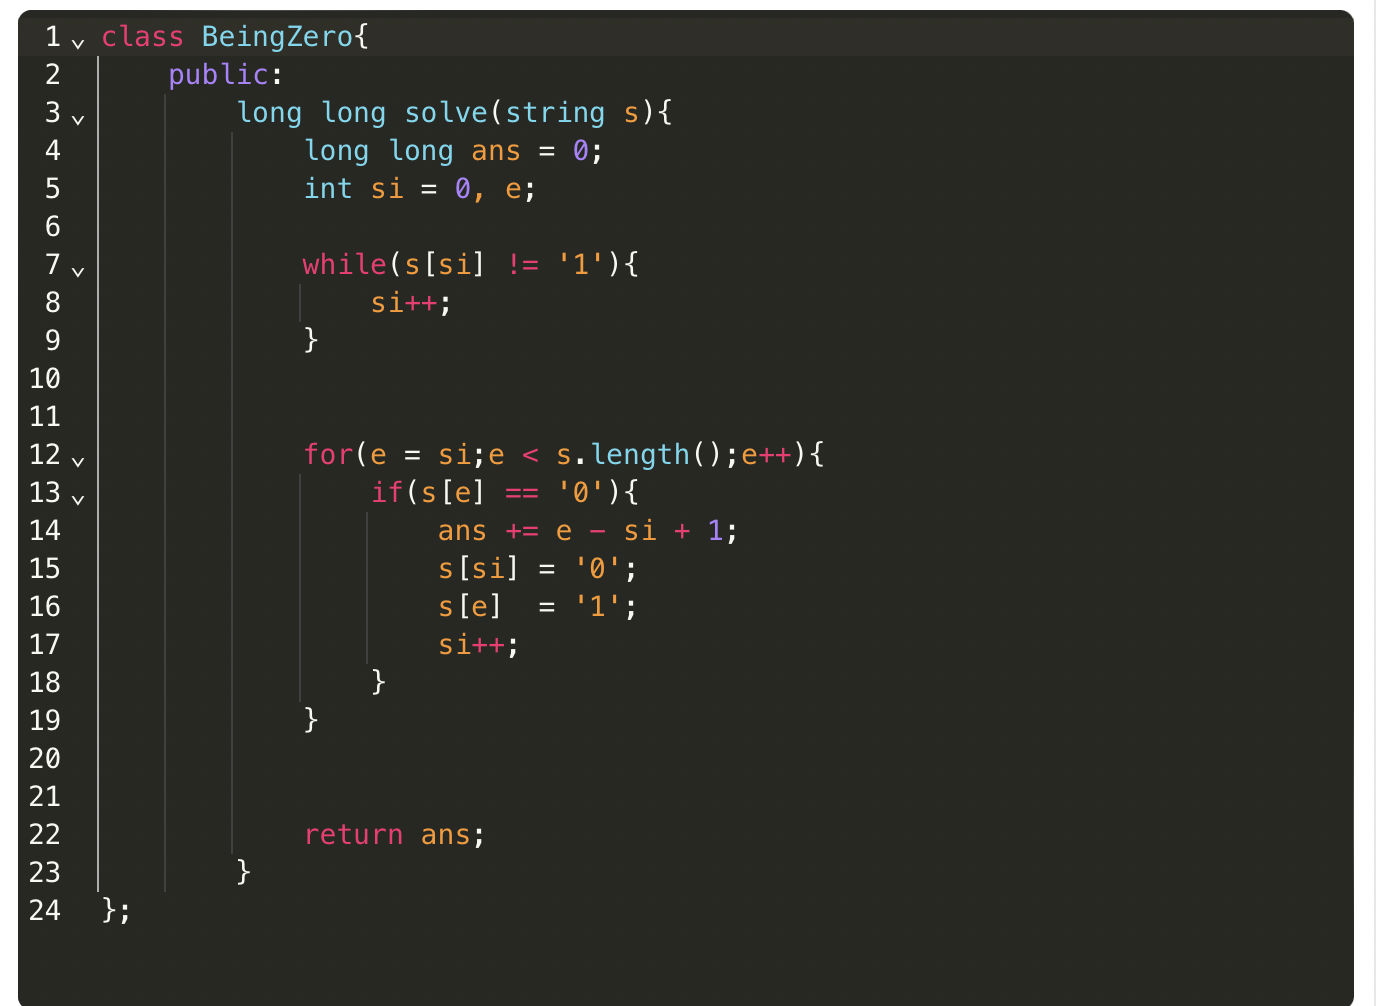 1 class BeingZero{
2     public:
3         long long solve(string s){
4             long long ans = 0;
5             int si = 0, e;
6
7             while(s[si] != '1'){
8                 si++;
9             }
10
11
12             for(e = si;e < s.length();e++){
13                 if(s[e] == '0'){
14                     ans += e - si + 1;
15                     s[si] = '0';
16                     s[e]  = '1';
17                     si++;
18                 }
19             }
20
21
22             return ans;
23         }
24 };